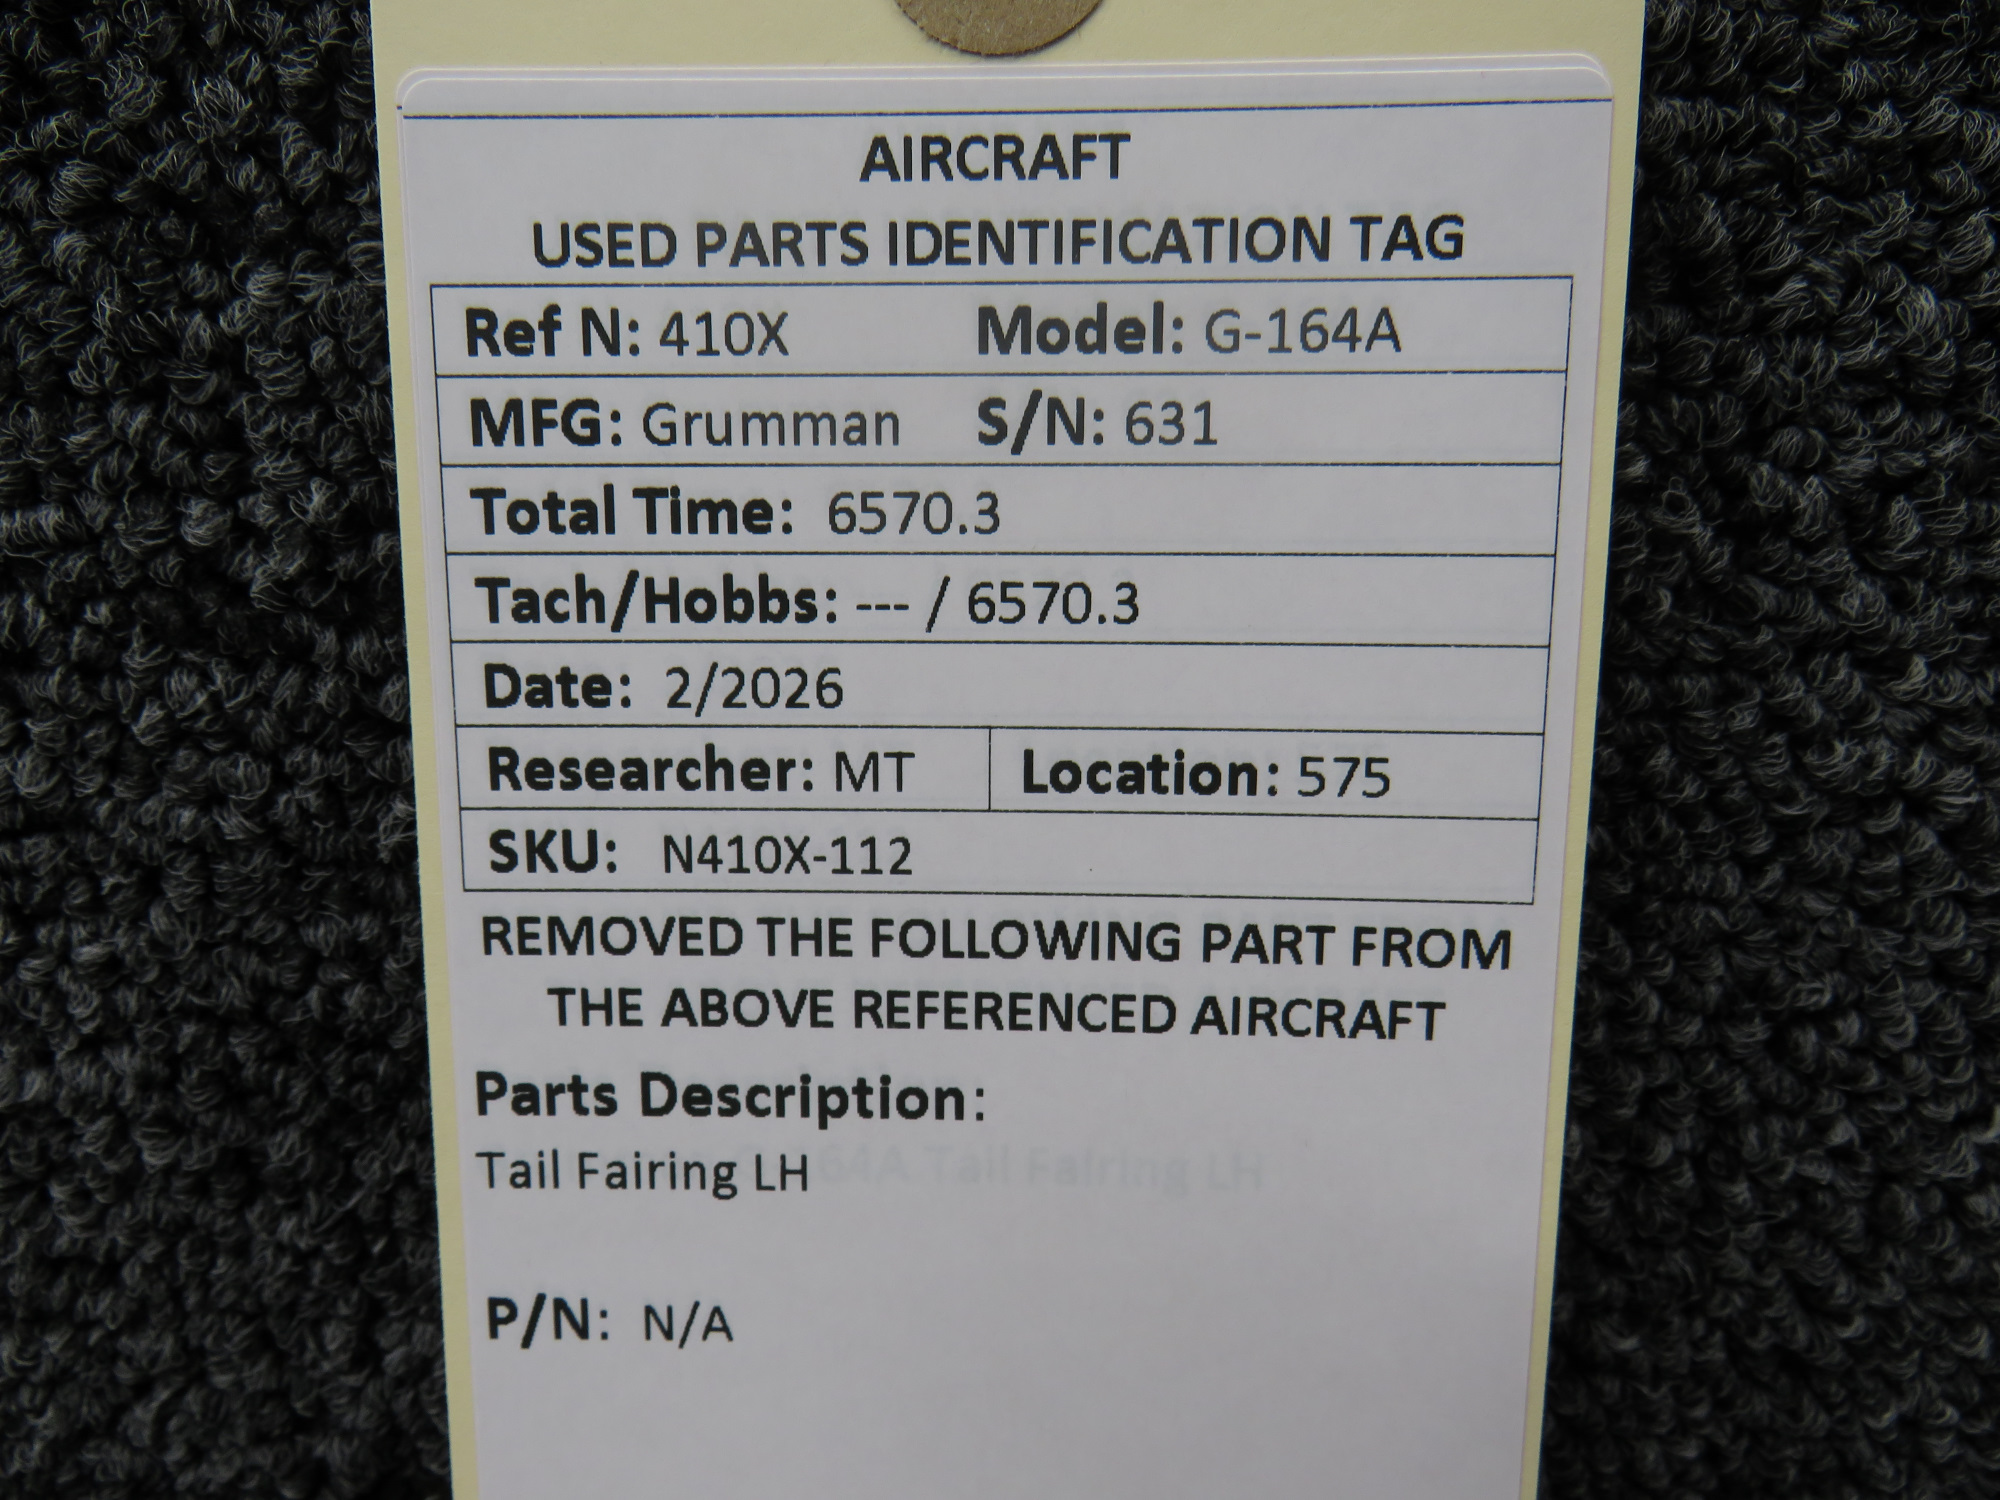 AIRCRAFT
USED PARTS IDENTIFICATION TAG
Ref N: 410X Model: G-164A
MFG: Grumman S/N: 631
Total Time: 6570.3
Tach/Hobbs: --- / 6570.3
Date: 2/2026
Researcher: MT Location: 575
SKU: N410X-112
REMOVED THE FOLLOWING PART FROM
THE ABOVE REFERENCED AIRCRAFT
Parts Description:
Tail Fairing LH
P/N: N/A